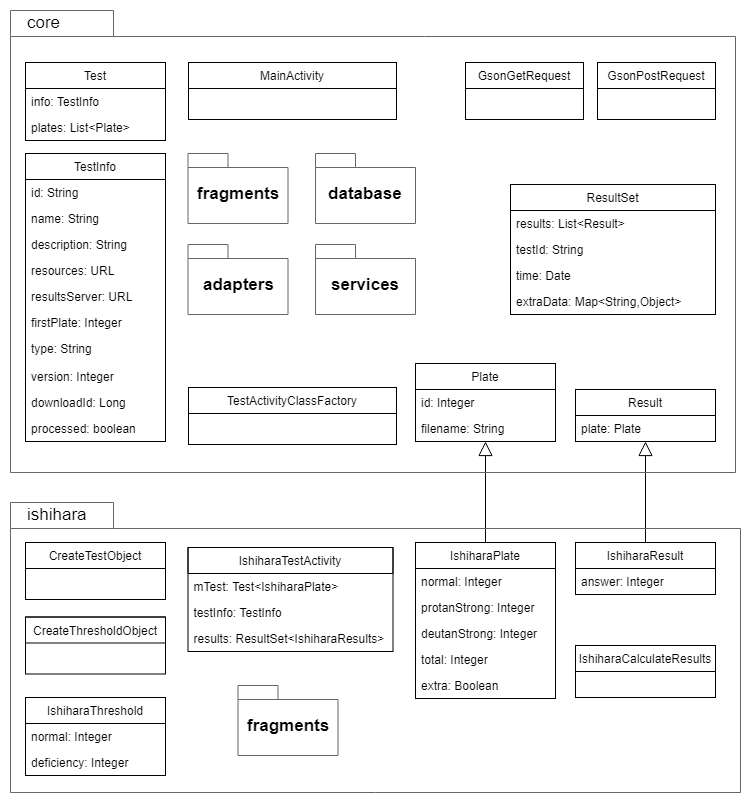 core
Test
info: TestInfo
plates: List<Plate>
MainActivity
GsonGetRequest
GsonPostRequest
TestInfo
id: String
name: String
description: String
resources: URL
resultsServer: URL
firstPlate: Integer
type: String
version: Integer
downloadId: Long
processed: boolean
fragments
database
adapters
services
ResultSet
results: List<Result>
testId: String
time: Date
extraData: Map<String,Object>
TestActivityClassFactory
Plate
id: Integer
filename: String
Result
plate: Plate
ishihara
CreateTestObject
CreateThresholdObject
IshiharaThreshold
normal: Integer
deficiency: Integer
IshiharaTestActivity
mTest: Test<IshiharaPlate>
testInfo: TestInfo
results: ResultSet<IshiharaResults>
fragments
IshiharaPlate
normal: Integer
protanStrong: Integer
deutanStrong: Integer
total: Integer
extra: Boolean
IshiharaResult
answer: Integer
IshiharaCalculateResults